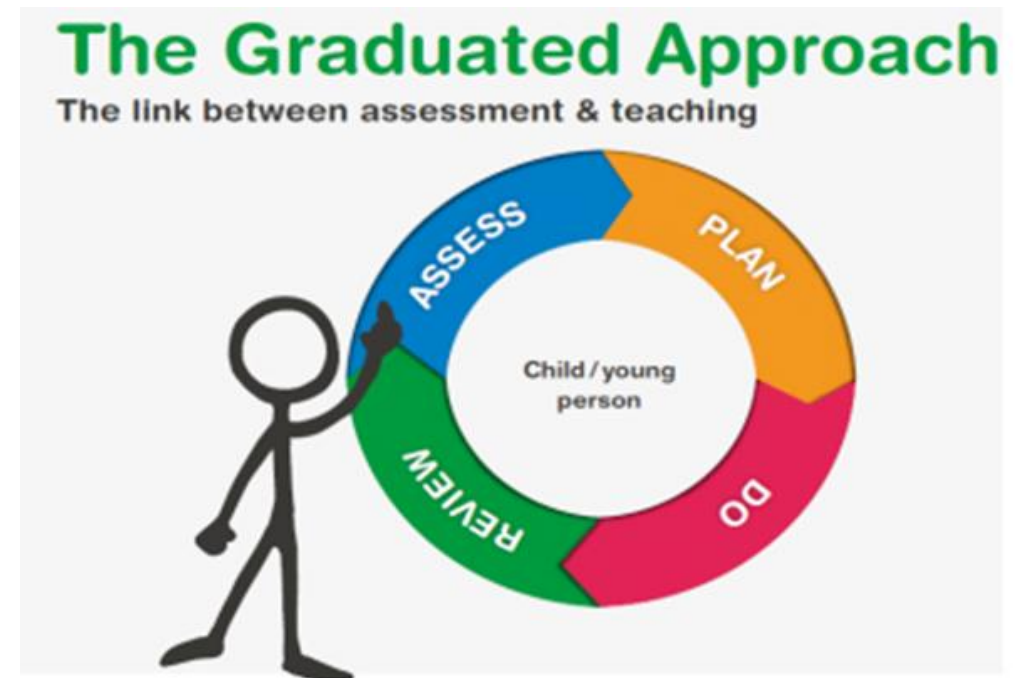 The Graduated Approach
The link between assessment & teaching
ASSESS
PLAN
Child / young
person
DO
REVIEW